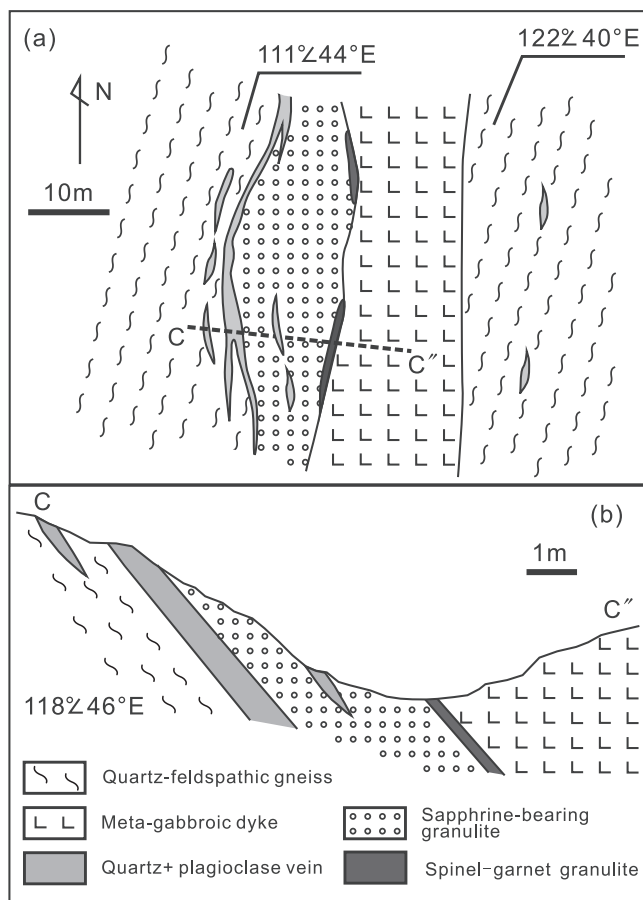 (a)
111°∠44°E
122°∠40°E
N
10m
C
C″
C
(b)
1m
C″
118°∠46°E
Quartz-feldspathic gneiss
Meta-gabbroic dyke
Sapphrine-bearing
granulite
Quartz+ plagioclase vein
Spinel-garnet granulite